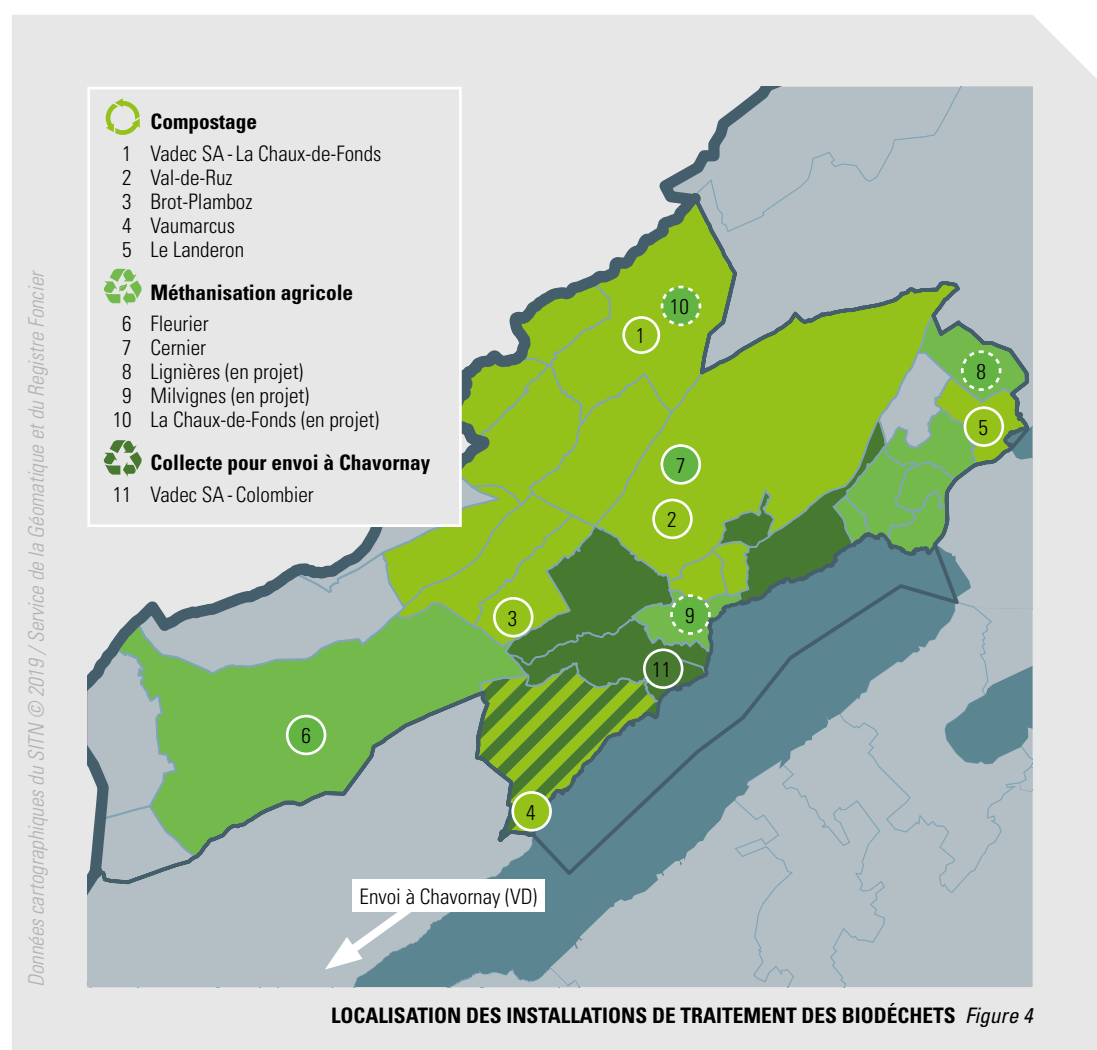 Compostage
1 Vadec SA - La Chaux-de-Fonds
2 Val-de-Ruz
3 Brot-Plamboz
4 Vaumarcus
5 Le Landeron
Méthanisation agricole
6 Fleurier
7 Cernier
8 Lignières (en projet)
9 Milvignes (en projet)
10 La Chaux-de-Fonds (en projet)
Collecte pour envoi à Chavornay
11 Vadec SA - Colombier
10
1
8
5
7
2
3
9
11
6
4
Envoi à Chavornay (VD)
Données cartographiques du SITN © 2019 / Service de la Géomatique et du Registre Foncier
LOCALISATION DES INSTALLATIONS DE TRAITEMENT DES BIODÉCHETS Figure 4